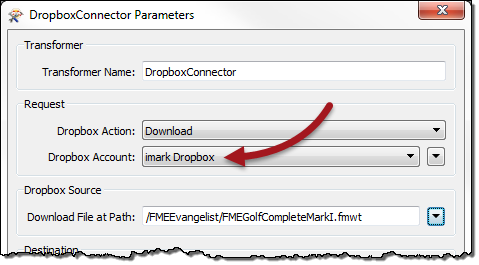 DropboxConnector Parameters
Transformer
Transformer Name: DropboxConnector
Request
Dropbox Action: Download
Dropbox Account: imark Dropbox
Dropbox Source
Download File at Path: /FMEEvangelist/FMEGolfCompleteMarkI.fmwt
Destination